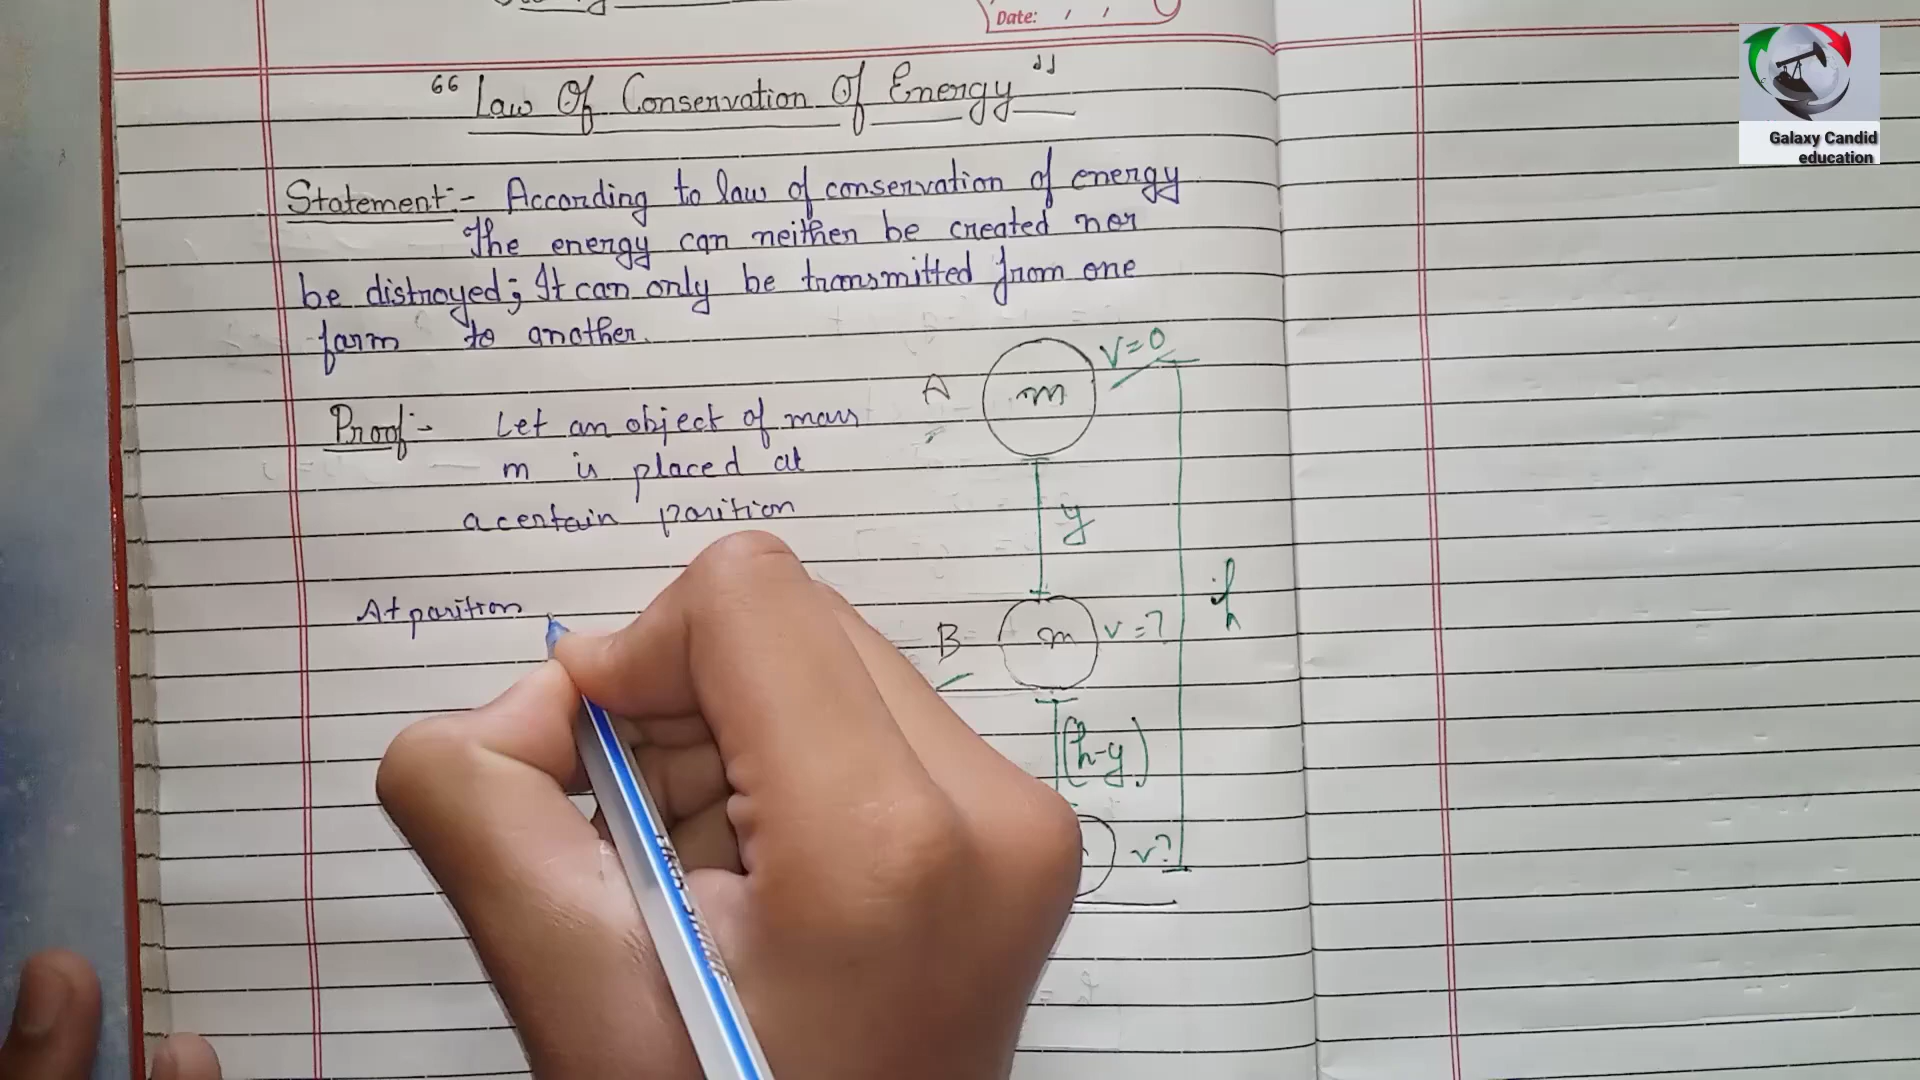 Date: / /
Galaxy Candid
education
“ Law Of Conservation Of Energy ”
Statement:- According to law of conservation of energy
The energy can neither be created nor
be distroyed; It can only be transmitted from one
farm to another.
Proof:- Let an object of mass
m is placed at
a certain position
At position
A
m
V=0
y
B
m
v=?
h
(h-y)
v?